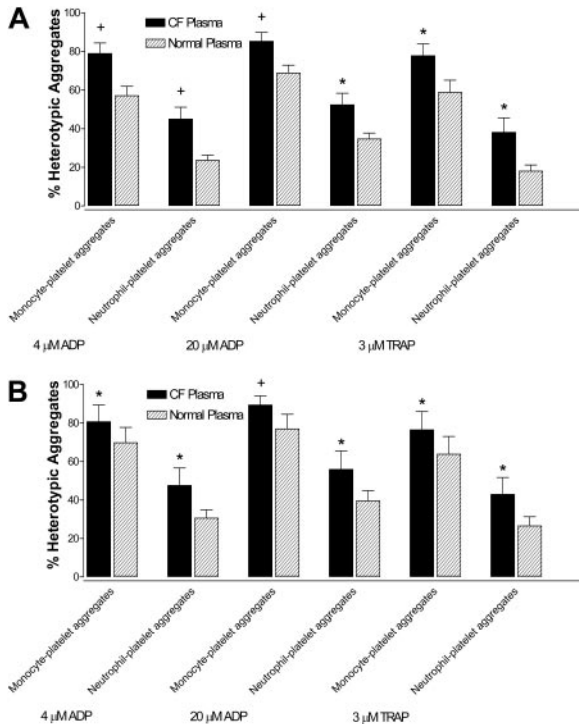 A
+
CF Plasma
Normal Plasma
+
+
*
*
*
% Heterotypic Aggregates
100
80
60
40
20
0
Monocyte-platelet aggregates
Neutrophil-platelet aggregates
Monocyte-platelet aggregates
Neutrophil-platelet aggregates
Monocyte-platelet aggregates
Neutrophil-platelet aggregates
4 μM ADP
20 μM ADP
3 μM TRAP
B
*
CF Plasma
Normal Plasma
*
+
*
*
*
% Heterotypic Aggregates
100
80
60
40
20
0
Monocyte-platelet aggregates
Neutrophil-platelet aggregates
Monocyte-platelet aggregates
Neutrophil-platelet aggregates
Monocyte-platelet aggregates
Neutrophil-platelet aggregates
4 μM ADP
20 μM ADP
3 μM TRAP